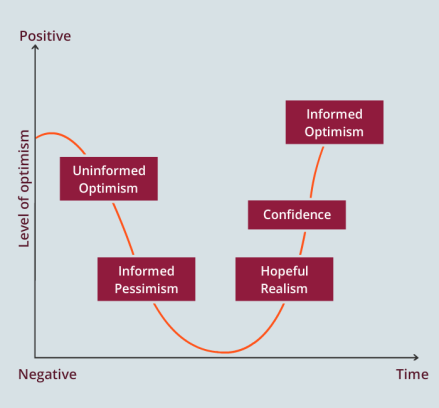 Positive
Level of optimism
Informed
Optimism
Uninformed
Optimism
Confidence
Informed
Pessimism
Hopeful
Realism
Negative
Time